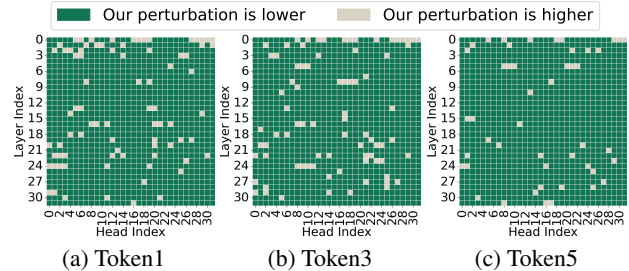 Our perturbation is lower Our perturbation is higher
Layer Index
0
3
6
9
12
15
18
21
24
27
30
0 2 4 6 8 10 12 14 16 18 20 22 24 26 28 30
Head Index
(a) Token1
Layer Index
0
3
6
9
12
15
18
21
24
27
30
0 2 4 6 8 10 12 14 16 18 20 22 24 26 28 30
Head Index
(b) Token3
Layer Index
0
3
6
9
12
15
18
21
24
27
30
0 2 4 6 8 10 12 14 16 18 20 22 24 26 28 30
Head Index
(c) Token5